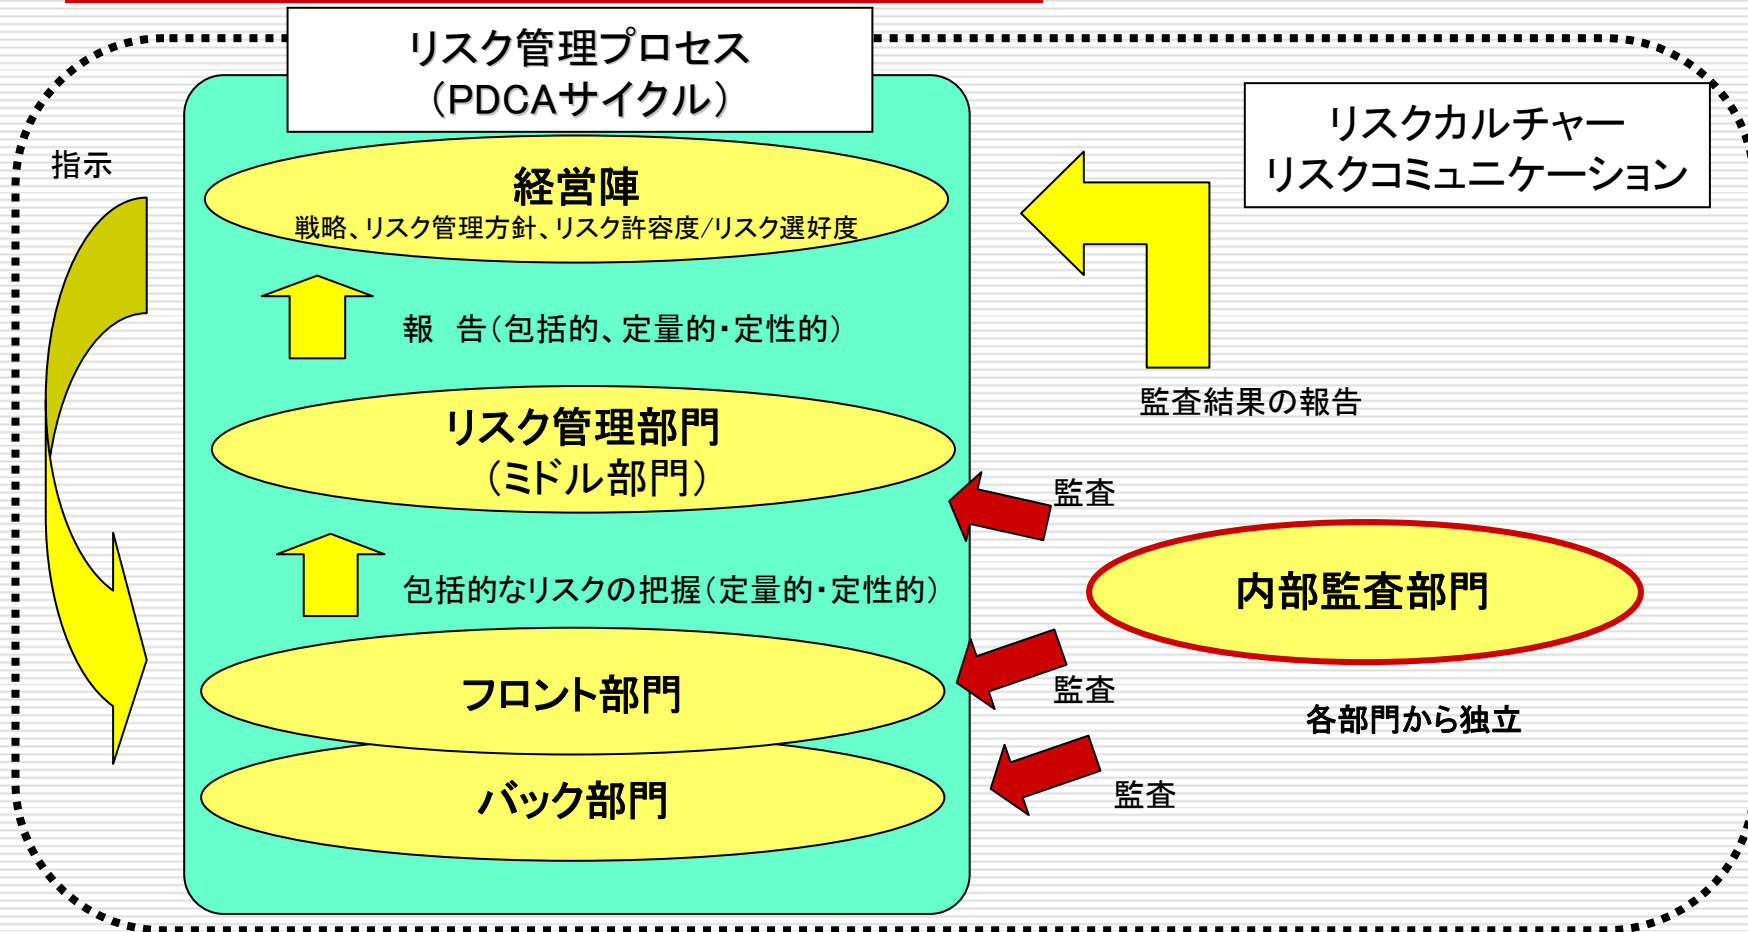 リスク管理プロセス
（PDCAサイクル）
リスクカルチャー
リスクコミュニケーション
指示
経営陣
戦略、リスク管理方針、リスク許容度/リスク選好度
報　告（包括的、定量的・定性的）
監査結果の報告
リスク管理部門
（ミドル部門）
監査
包括的なリスクの把握（定量的・定性的）
内部監査部門
フロント部門
監査
各部門から独立
バック部門
監査